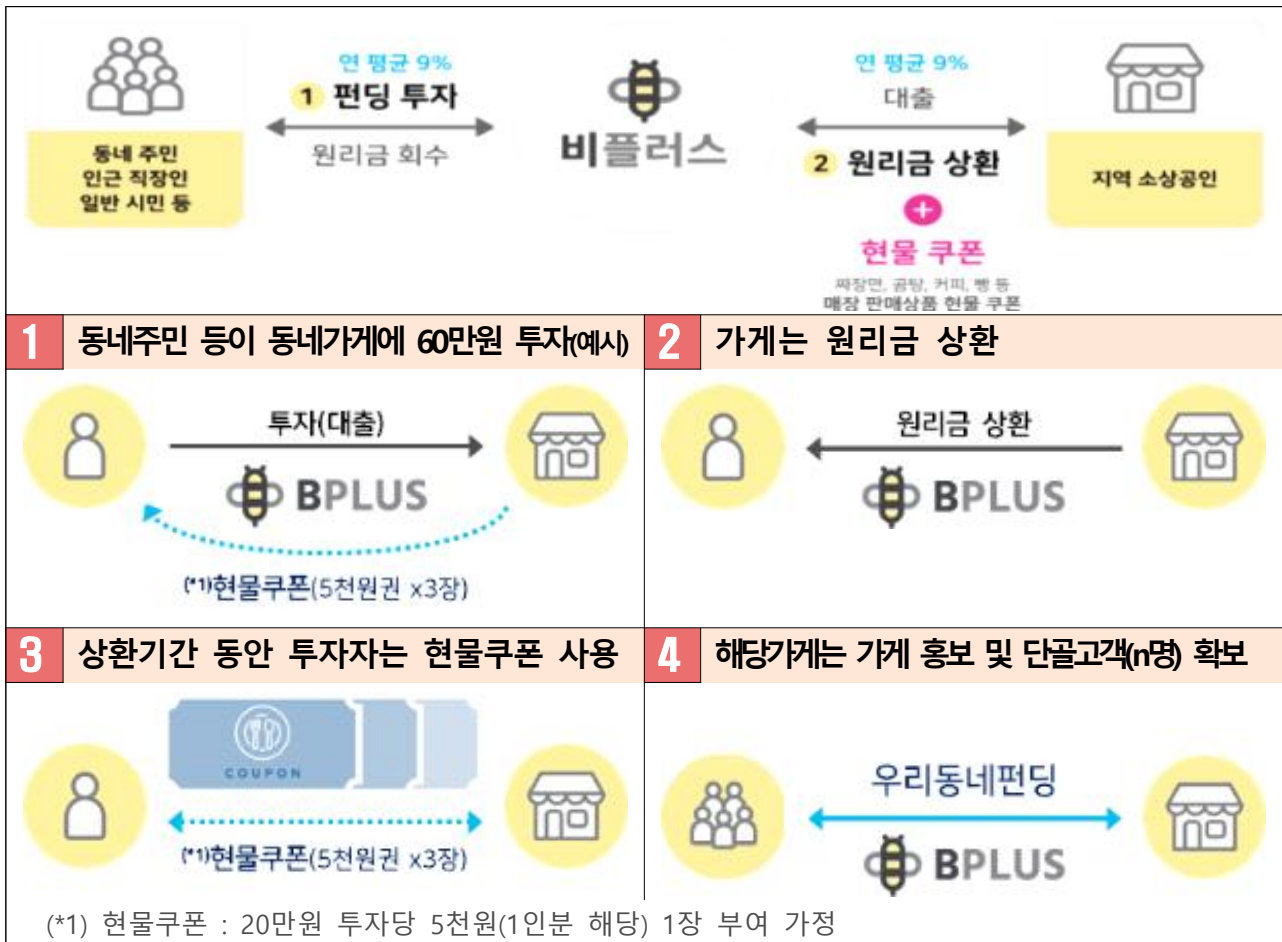 연 평균 9%
1 펀딩 투자
원리금 회수
동네 주민
인근 직장인
일반 시민 등
비플러스
연 평균 9%
대출
2 원리금 상환
+
현물 쿠폰
짜장면, 곰탕, 커피, 빵 등
매장 판매상품 현물 쿠폰
지역 소상공인
1 동네주민 등이 동네가게에 60만원 투자(예시)
2 가게는 원리금 상환
투자(대출)
BPLUS
(*1)현물쿠폰(5천원권 x3장)
원리금 상환
BPLUS
3 상환기간 동안 투자자는 현물쿠폰 사용
4 해당가게는 가게 홍보 및 단골고객(n명) 확보
COUPON
(*1)현물쿠폰(5천원권 x3장)
우리동네펀딩
BPLUS
(*1) 현물쿠폰 : 20만원 투자당 5천원(1인분 해당) 1장 부여 가정